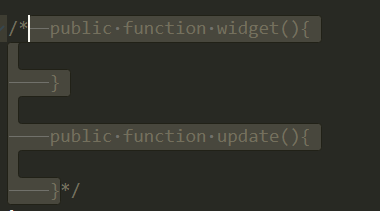 /*	public function widget(){
	}
	public function update(){
	}*/